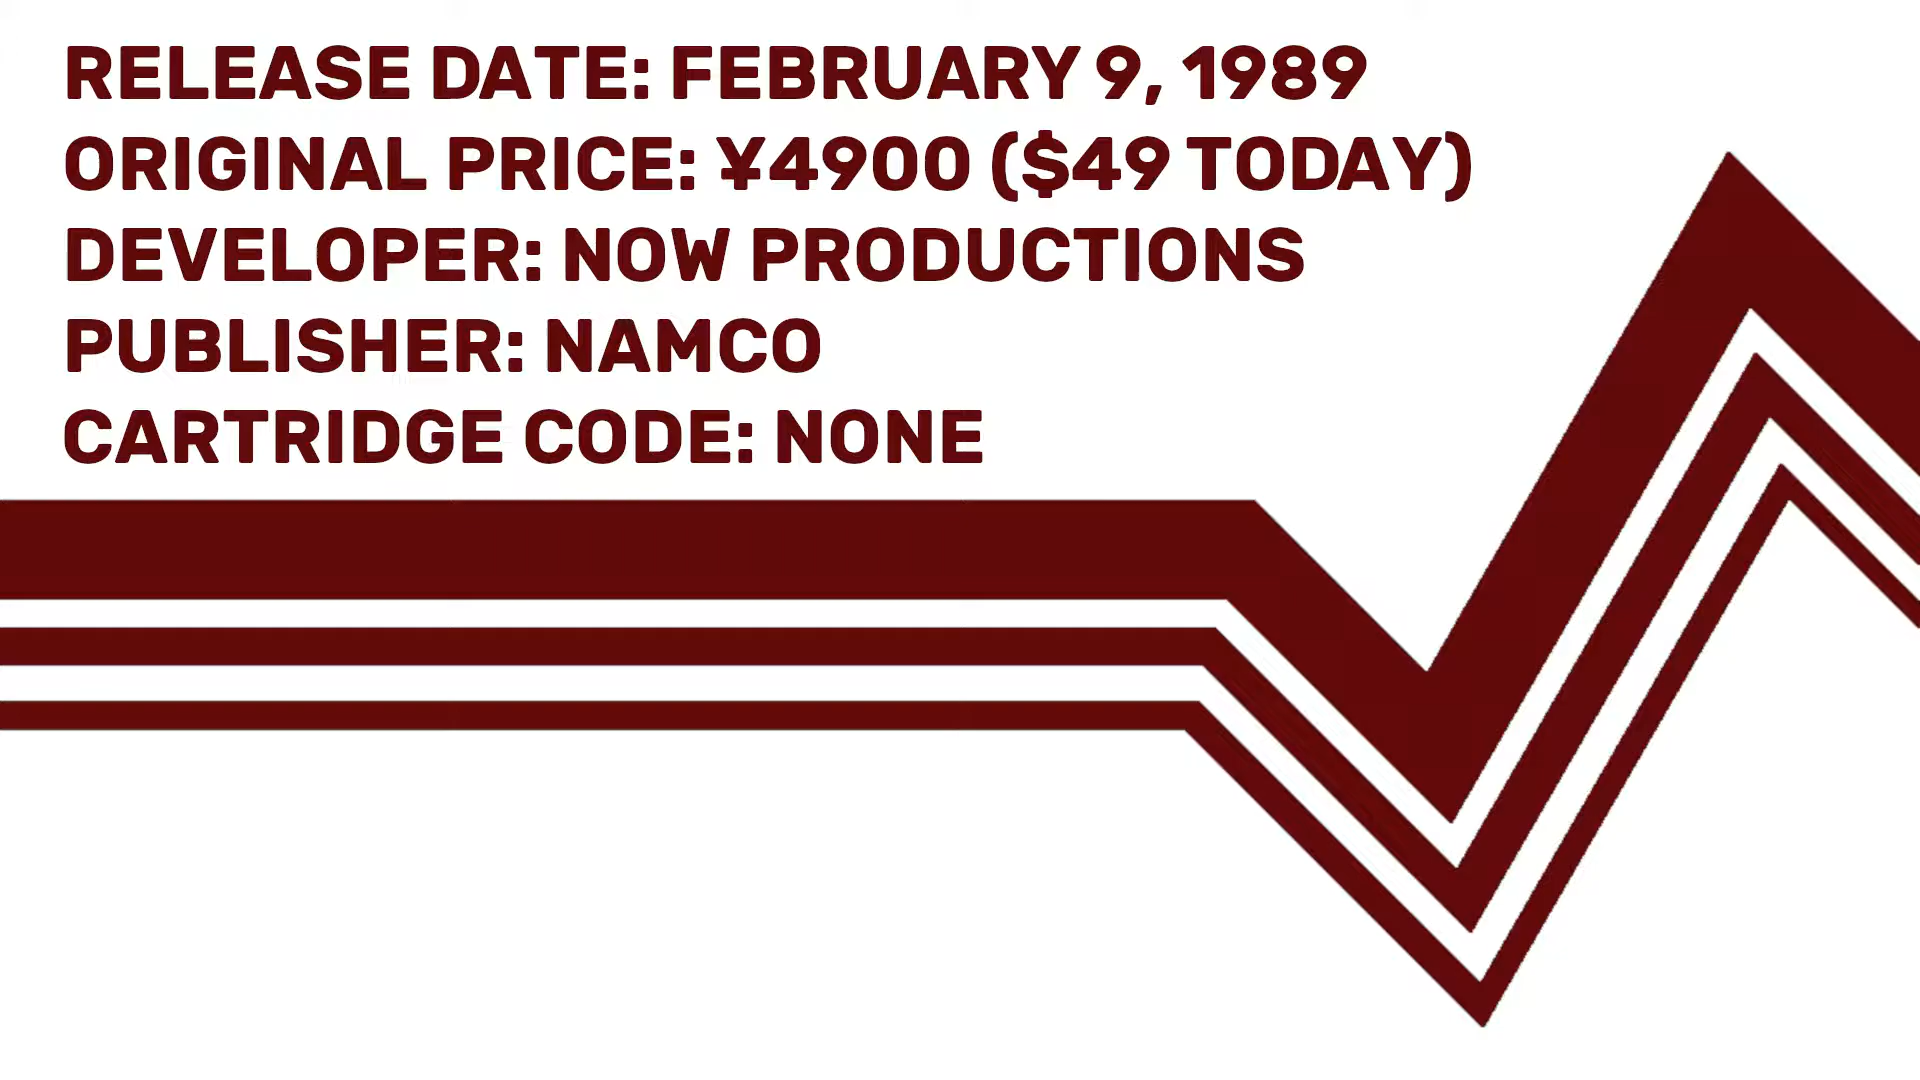 RELEASE DATE: FEBRUARY 9, 1989
ORIGINAL PRICE: ¥4900 ($49 TODAY)
DEVELOPER: NOW PRODUCTIONS
PUBLISHER: NAMCO
CARTRIDGE CODE: NONE